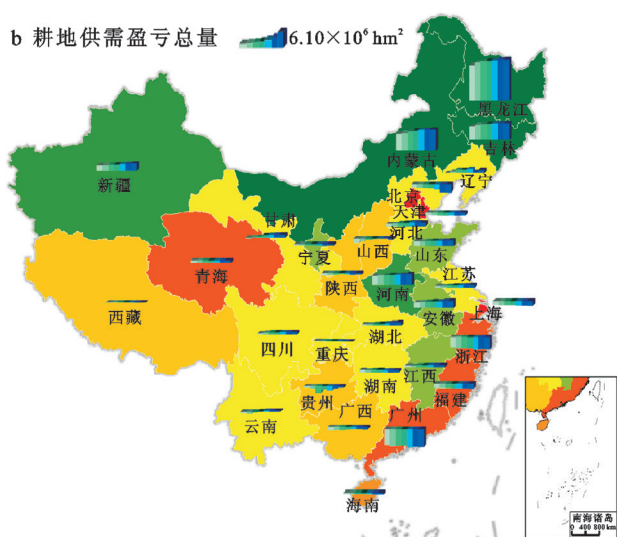 b 耕地供需盈亏总量 6.10×10⁶ hm²
黑龙江
吉林
内蒙古
辽宁
新疆
北京
天津
甘肃
河北
宁夏
山西
山东
青海
陕西
河南
江苏
西藏
安徽
上海
四川
重庆
湖北
浙江
湖南
江西
贵州
福建
云南
广西
广州
海南
南海诸岛
0 400 800 km